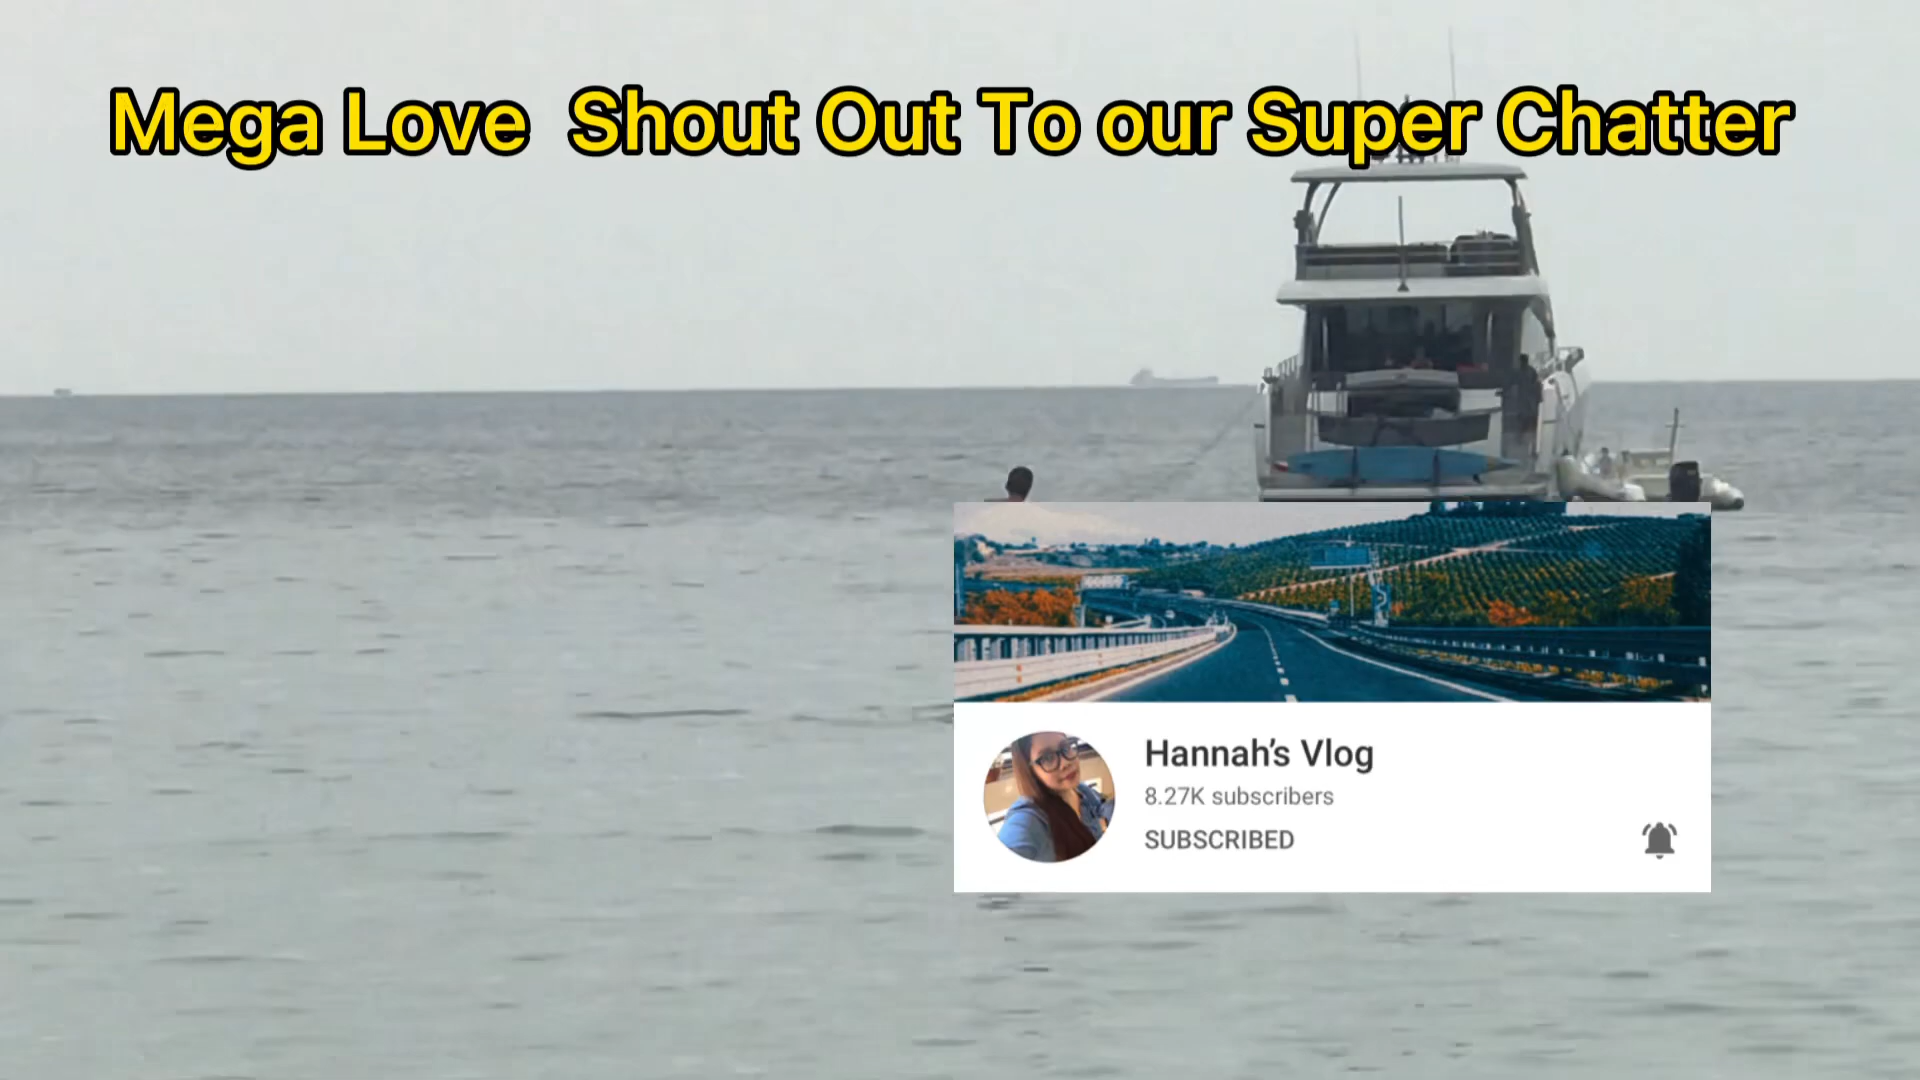 Mega Love  Shout Out To our Super Chatter
Hannah's Vlog
8.27K subscribers
SUBSCRIBED